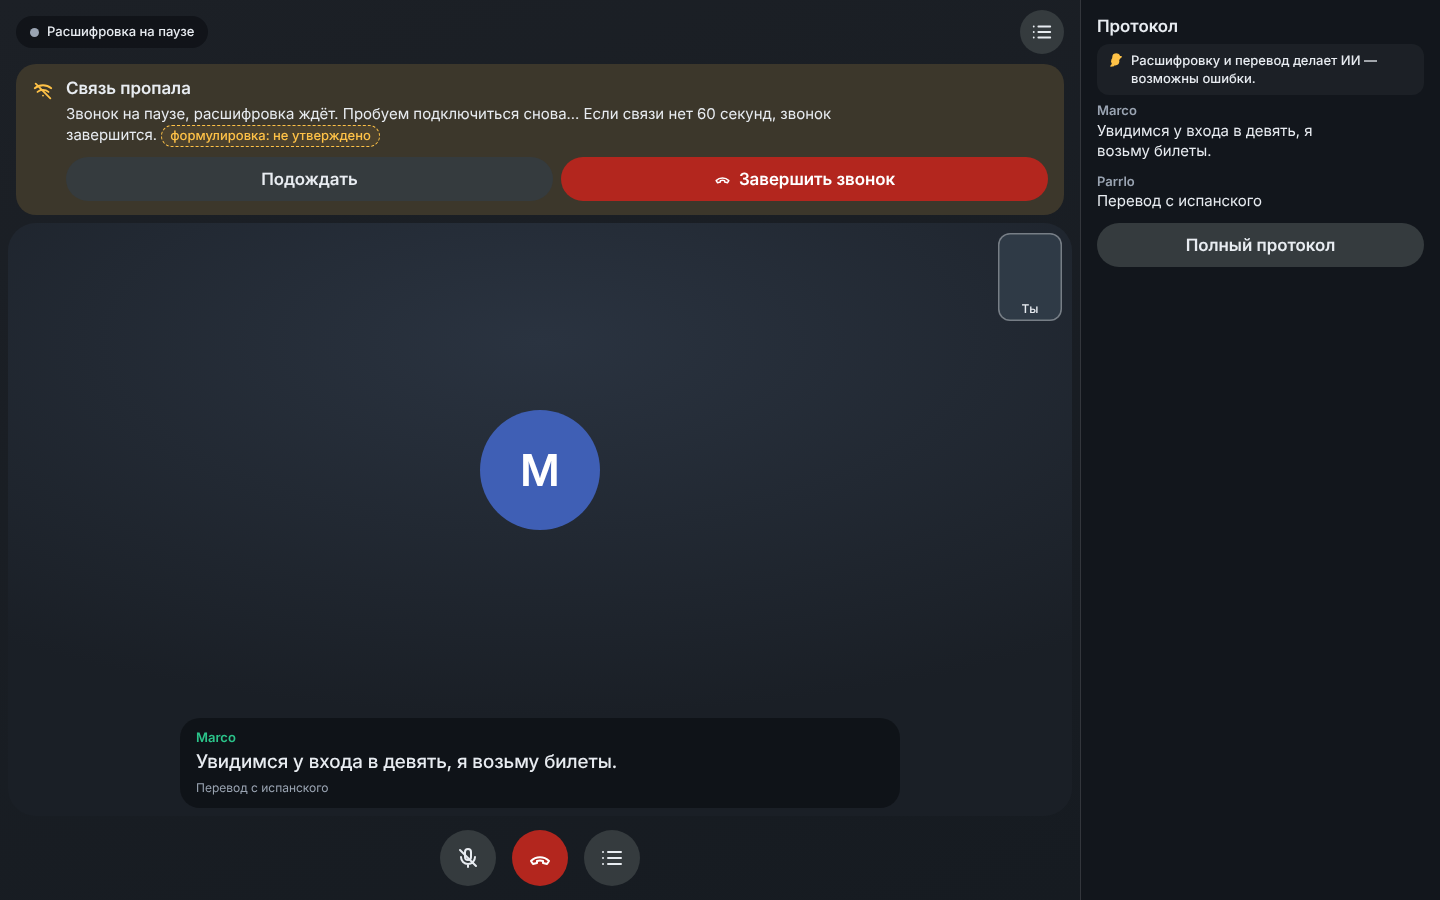 Расшифровка на паузе
Связь пропала
Звонок на паузе, расшифровка ждёт. Пробуем подключиться снова... Если связи нет 60 секунд, звонок
завершится. формулировка: не утверждено
Подождать
Завершить звонок
Ты
M
Marco
Увидимся у входа в девять, я возьму билеты.
Перевод с испанского
Протокол
Расшифровку и перевод делает ИИ —
возможны ошибки.
Marco
Увидимся у входа в девять, я
возьму билеты.
Parrlo
Перевод с испанского
Полный протокол